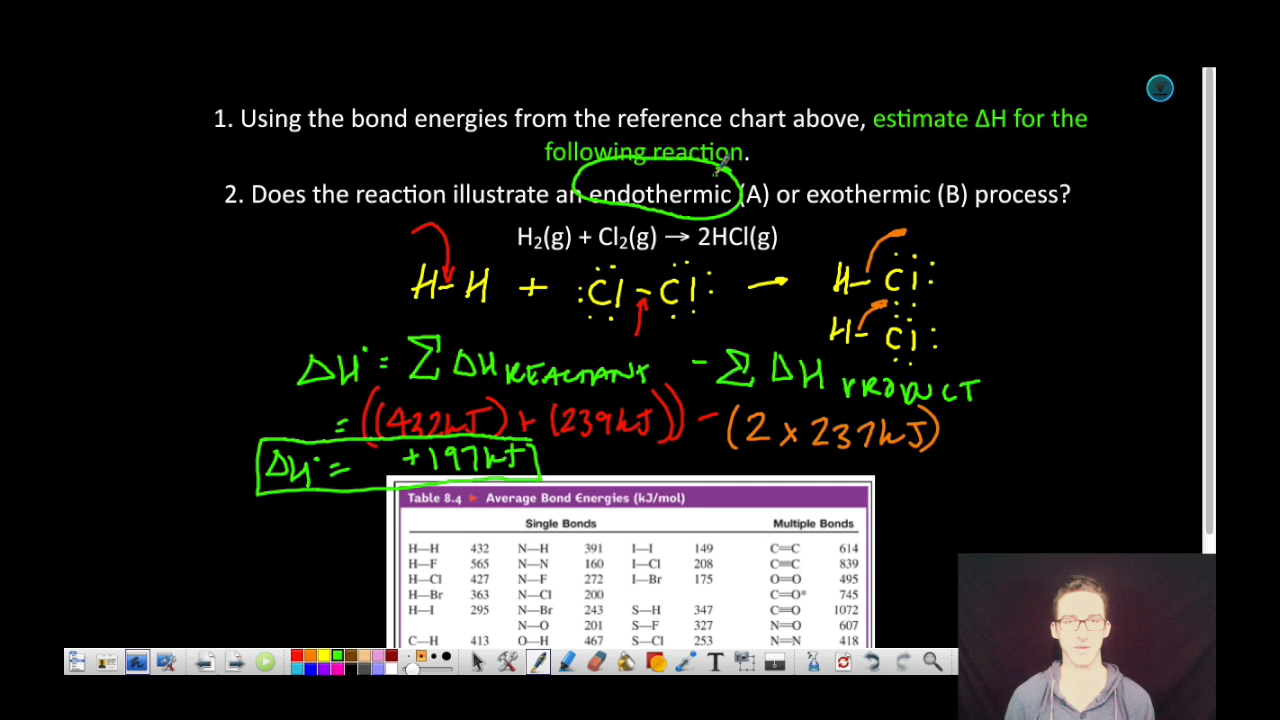 1. Using the bond energies from the reference chart above, estimate ΔH for the
following reaction.
2. Does the reaction illustrate an endothermic (A) or exothermic (B) process?
H₂(g) + Cl₂(g) → 2HCl(g)
H–H + :Cl–Cl: → H–Cl:
H–Cl:
ΔH° = Σ ΔH REACTANT – Σ ΔH PRODUCT
= ((432kJ) + (239kJ)) – (2 x 237kJ)
ΔH° = +197kJ
Table 8.4 ► Average Bond Energies (kJ/mol)
Single Bonds Multiple Bonds
H—H 432 N—H 391 I—I 149 C═C 614
H—F 565 N—N 160 I—Cl 208 C═C 839
H—Cl 427 N—F 272 I—Br 175 O═O 495
H—Br 363 N—Cl 200 C═O* 745
H—I 295 N—Br 243 S—H 347 C═O 1072
N—O 201 S—F 327 N═O 607
C—H 413 O—H 467 S—Cl 253 N═N 418
T